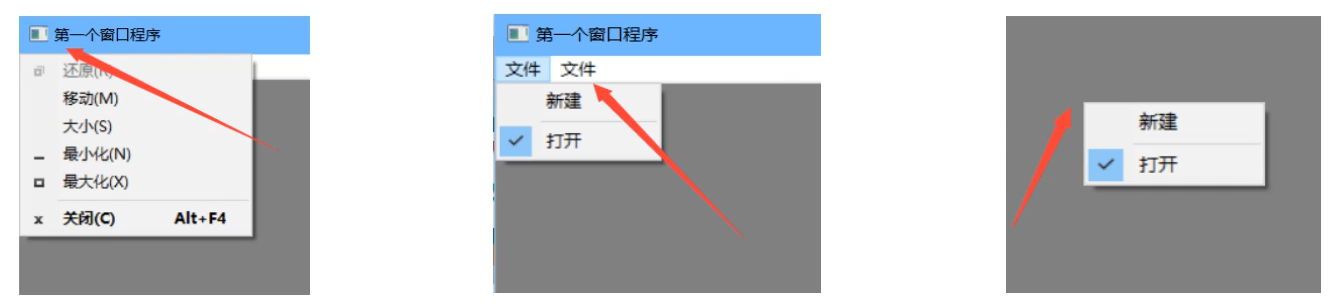 第一个窗口程序
还原(R)
移动(M)
大小(S)
最小化(N)
最大化(X)
关闭(C) Alt+F4
第一个窗口程序
文件 文件
新建
打开
新建
打开